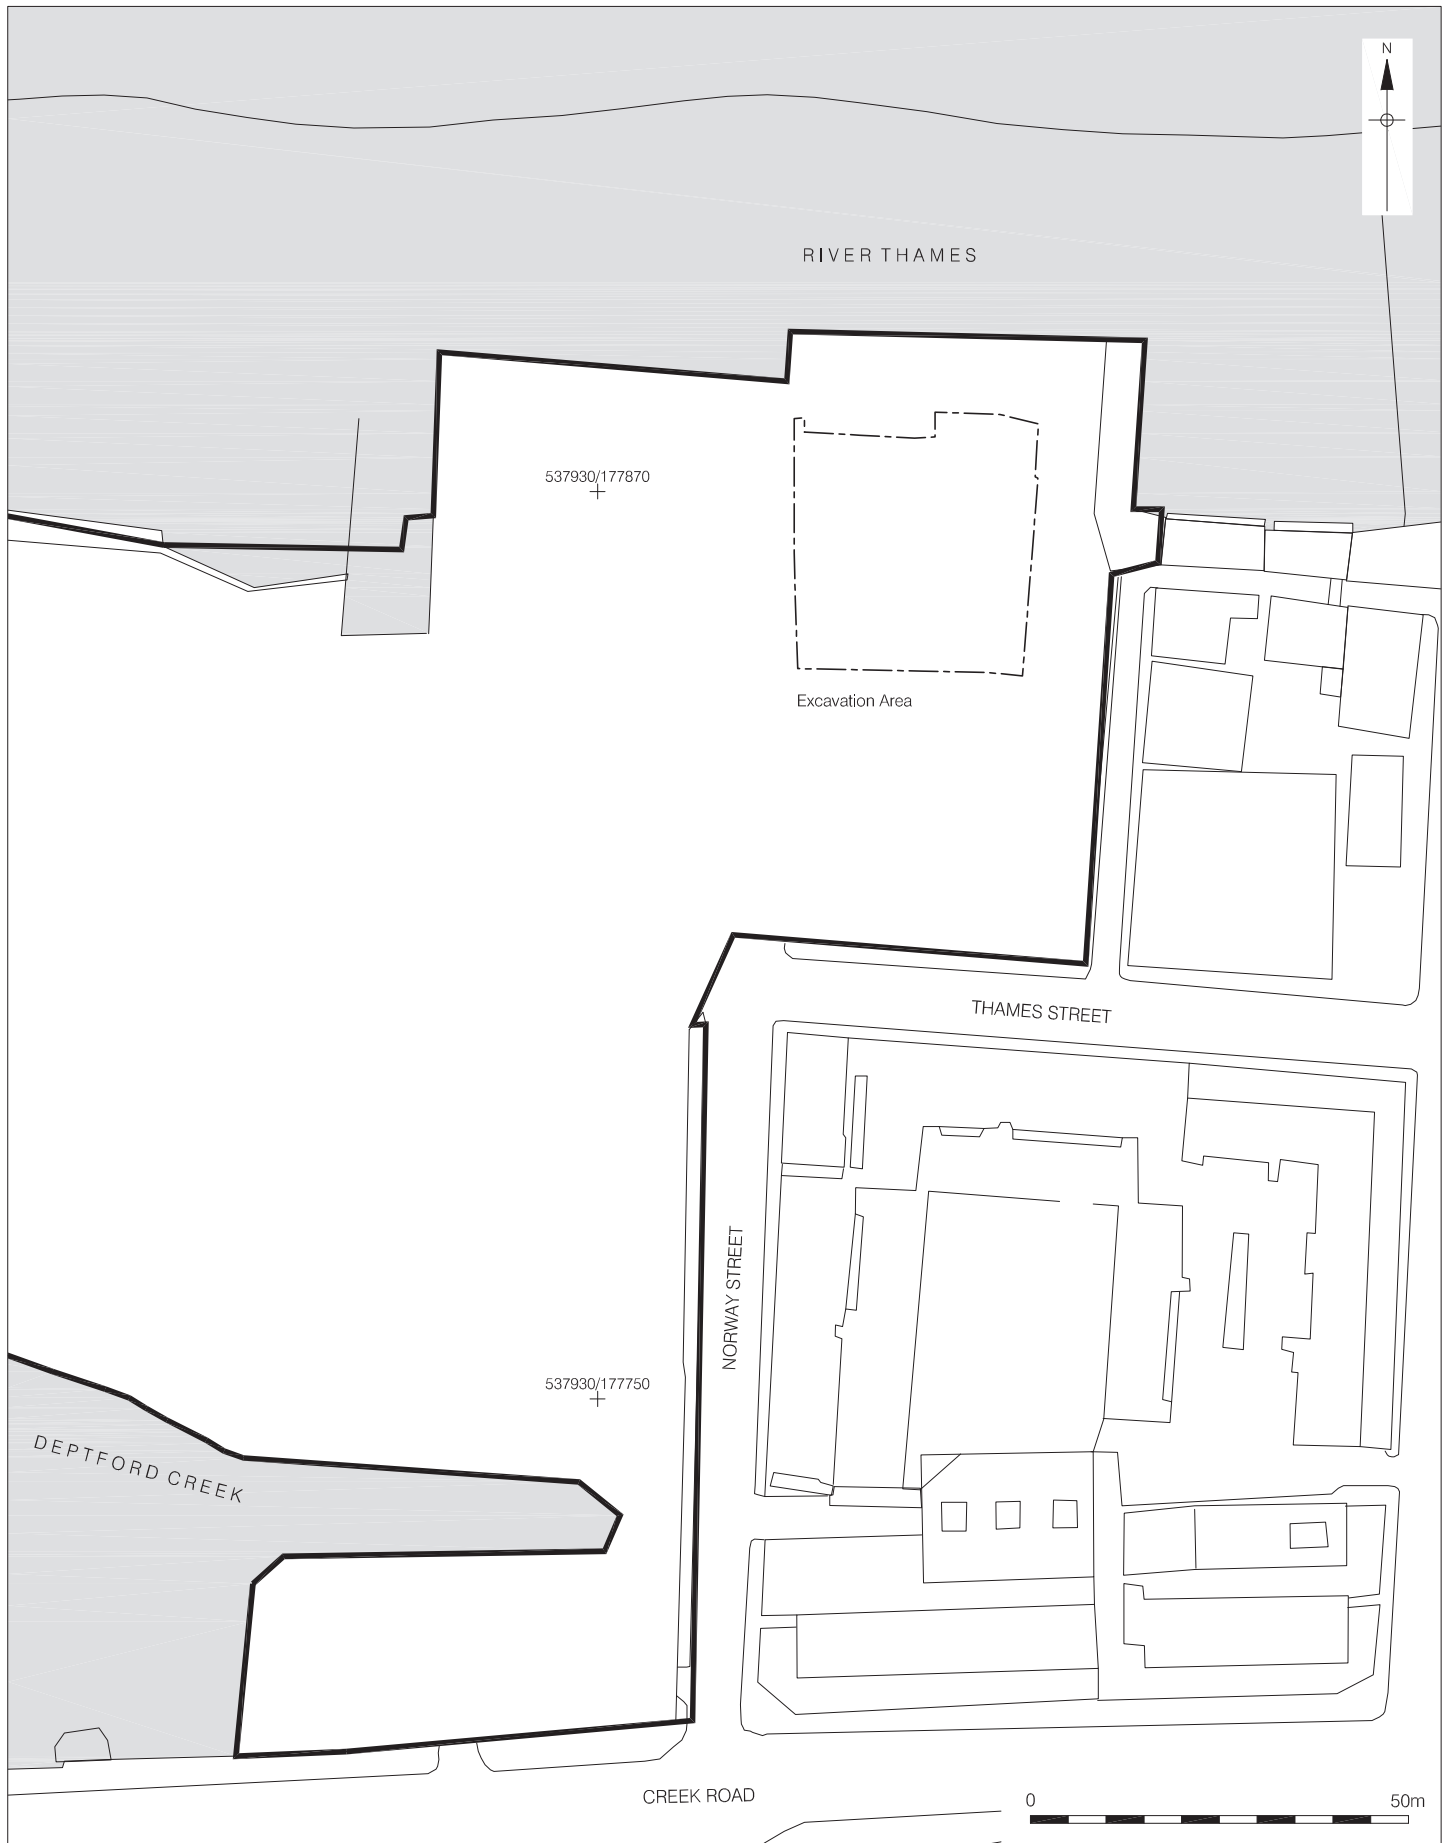 N
RIVER THAMES
537930/177870
Excavation Area
THAMES STREET
NORWAY STREET
537930/177750
DEPTFORD CREEK
CREEK ROAD
0 50m